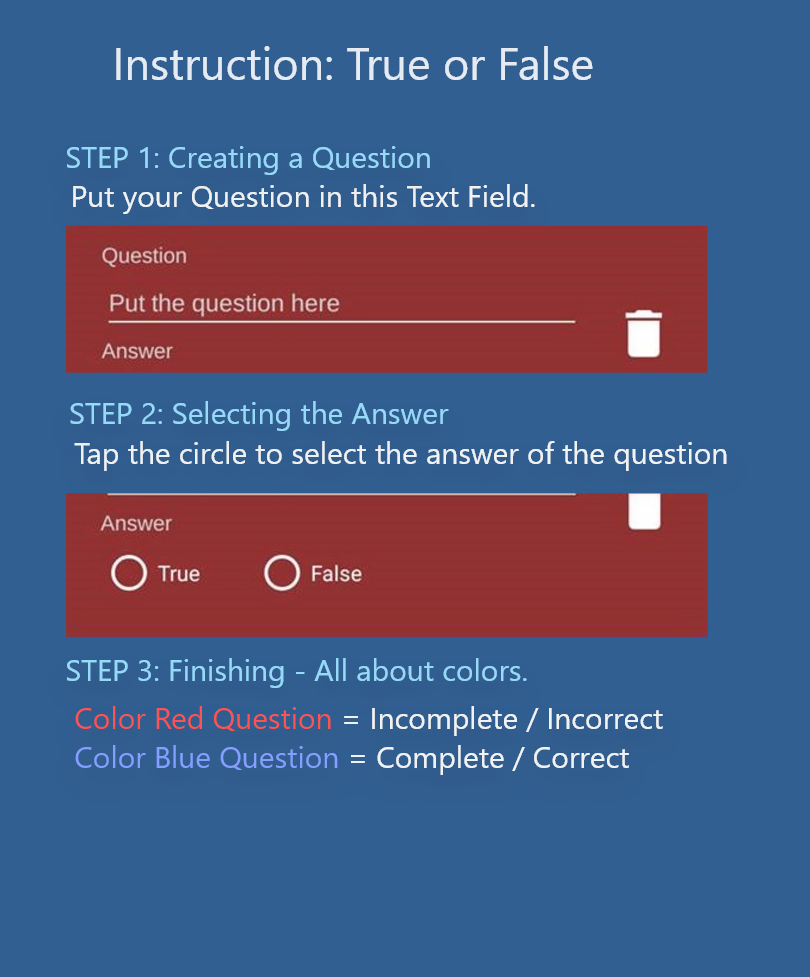 Instruction: True or False
STEP 1: Creating a Question
Put your Question in this Text Field.
Question
Put the question here
Answer
STEP 2: Selecting the Answer
Tap the circle to select the answer of the question
Answer
True False
STEP 3: Finishing - All about colors.
Color Red Question = Incomplete / Incorrect
Color Blue Question = Complete / Correct